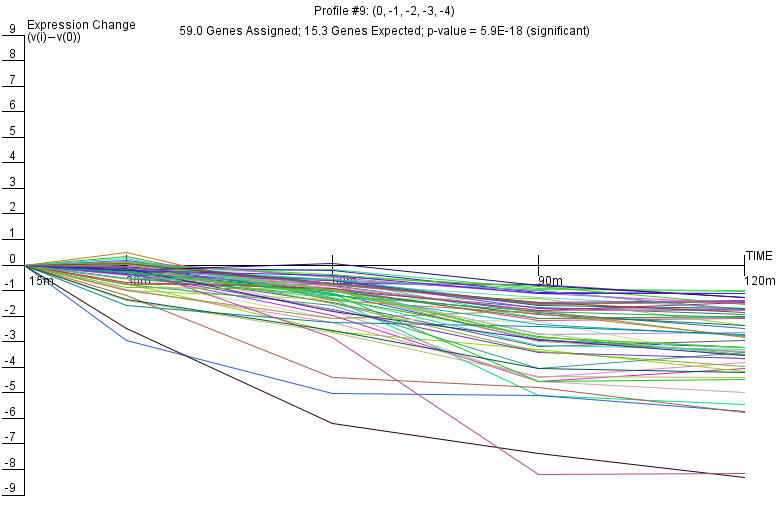 Profile #9: (0, -1, -2, -3, -4)
Expression Change
(v(i)-v(0))
59.0 Genes Assigned; 15.3 Genes Expected; p-value = 5.9E-18 (significant)
9
8
7
6
5
4
3
2
1
0
TIME
15m
90m
120m
-1
-2
-3
-4
-5
-6
-7
-8
-9